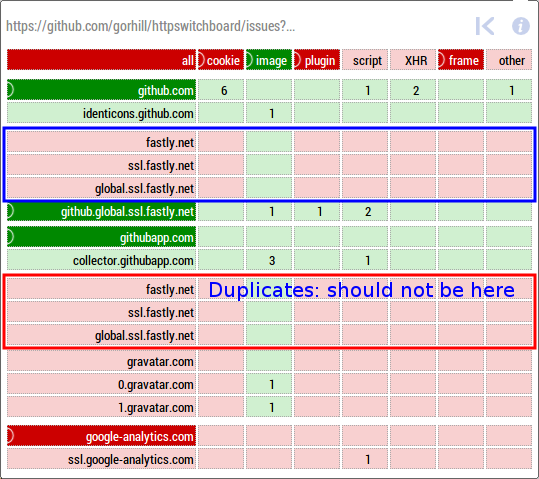 https://github.com/gorhill/httpswitchboard/issues?...
all cookie image plugin script XHR frame other
github.com 6 1 2 1
identicons.github.com 1
fastly.net
ssl.fastly.net
global.ssl.fastly.net
github.global.ssl.fastly.net 1 1 2
githubapp.com
collector.githubapp.com 3 1
fastly.net Duplicates: should not be here
ssl.fastly.net
global.ssl.fastly.net
gravatar.com
0.gravatar.com 1
1.gravatar.com 1
google-analytics.com
ssl.google-analytics.com 1